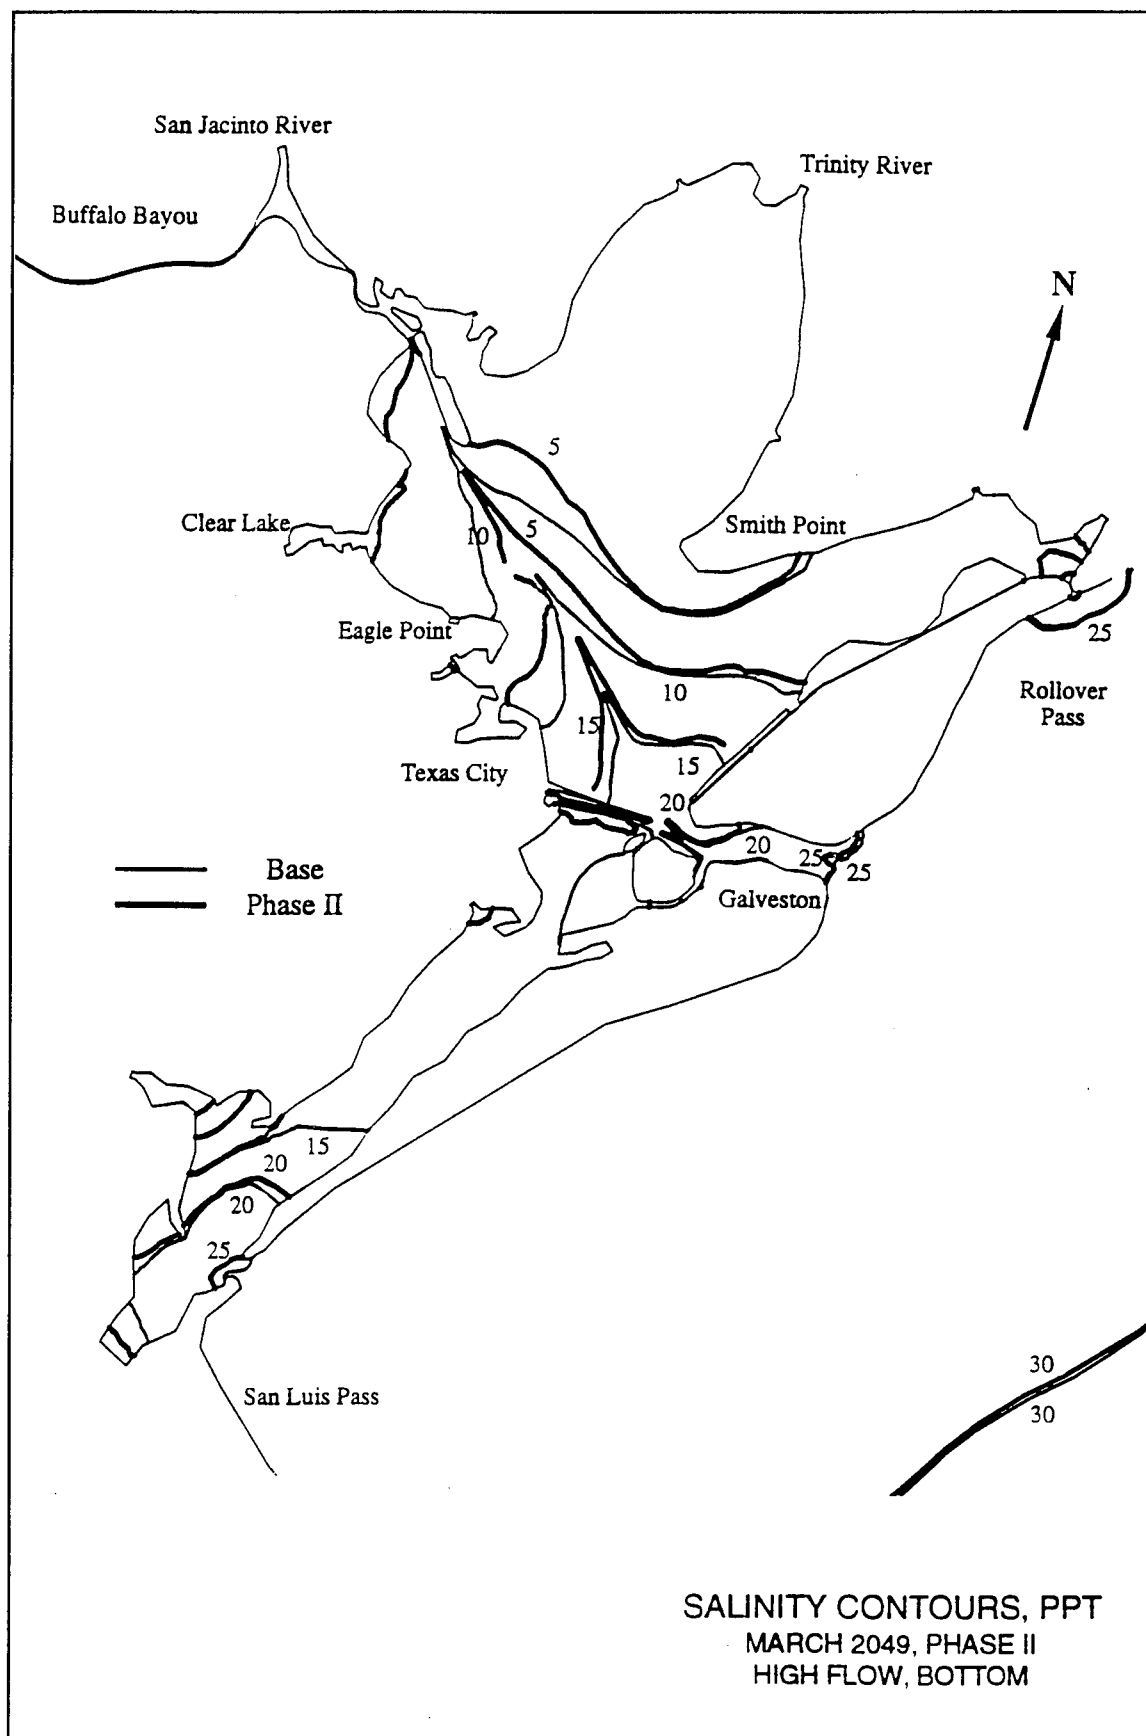 San Jacinto River
Trinity River
Buffalo Bayou
N
5
Clear Lake
10
5
Smith Point
Eagle Point
25
10
Rollover
Pass
15
15
Texas City
20
20
25
25
Base
Phase II
Galveston
15
20
20
25
San Luis Pass
30
30
SALINITY CONTOURS, PPT
MARCH 2049, PHASE II
HIGH FLOW, BOTTOM